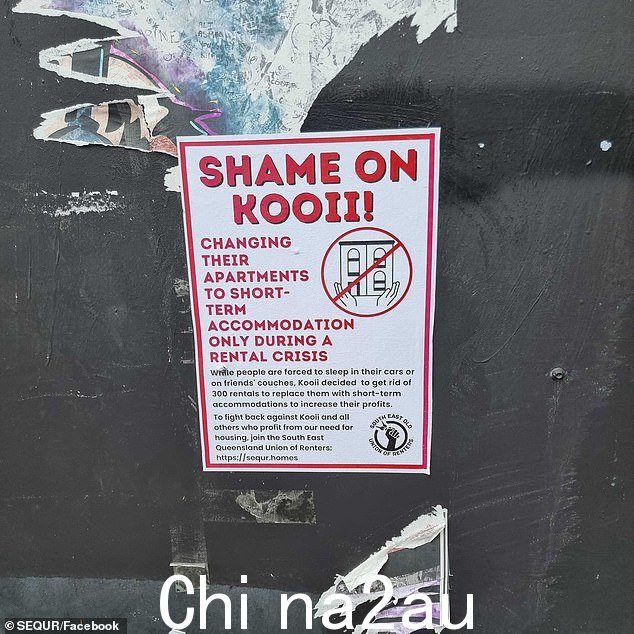 SHAME ON
KOOII!
CHANGING
THEIR
APARTMENTS
TO SHORT-
TERM
ACCOMMODATION
ONLY DURING A
RENTAL CRISIS
While people are forced to sleep in their cars or
on friends' couches, Kooii decided to get rid of
300 rentals to replace them with short-term
accommodations to increase their profits.
To fight back against Kooii and all
others who profit from our need for
housing, join the South East
Queensland Union of Renters:
https://sequr.homes
SOUTH EAST QLD
UNION OF RENTERS
Chi na2au
© SEQUR/Facebook